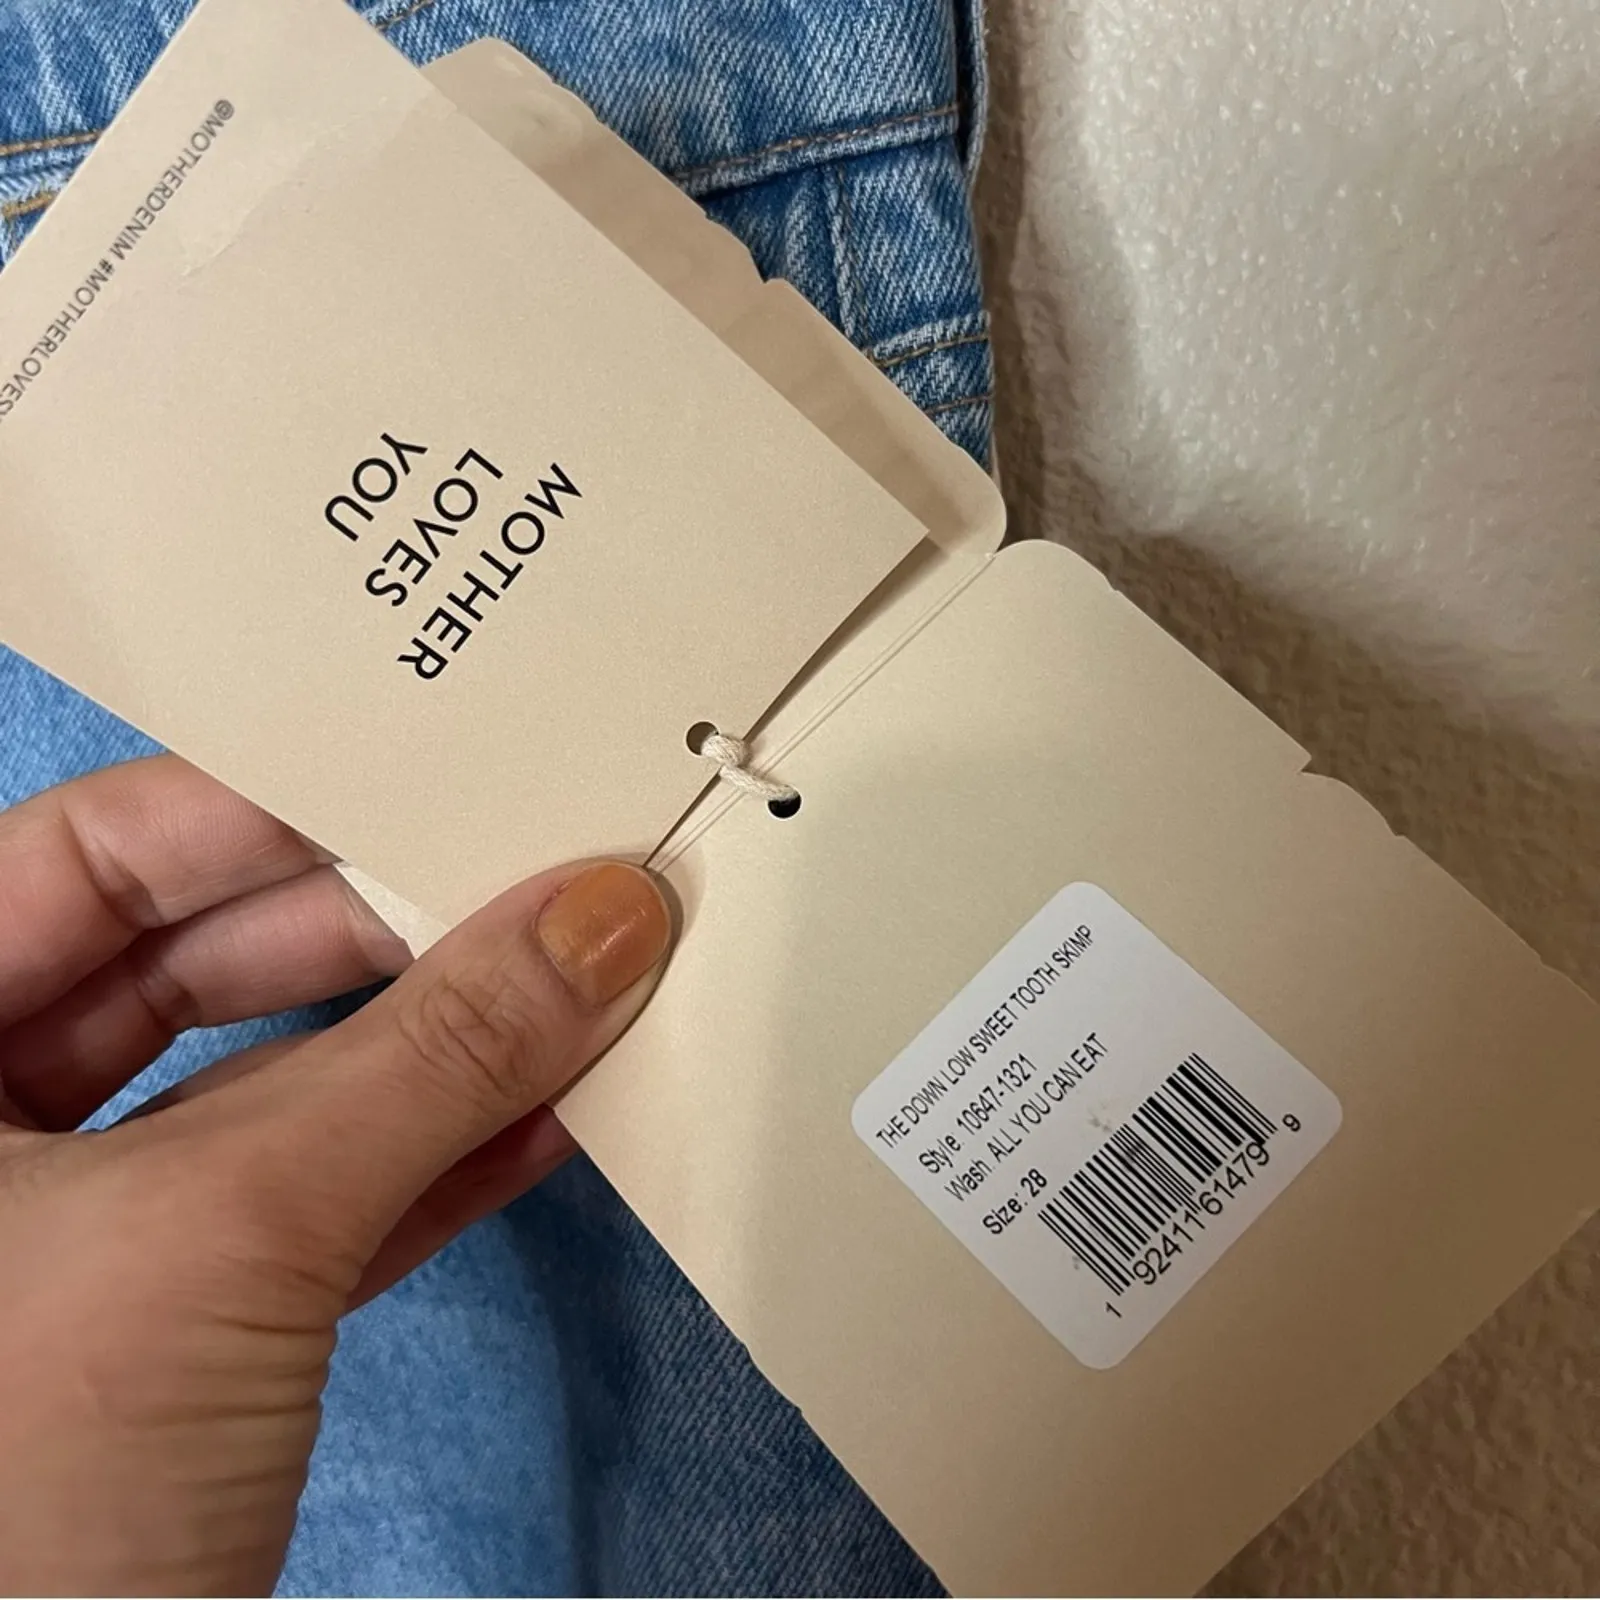 @MOTHERDENIM #MOTHERLOVES
MOTHER
LOVES
YOU
THE DOWN LOW SWEET TOOTH SKIMP
Style: 10647-1321
Wash: ALL YOU CAN EAT
Size: 28
1 92411 61479 9